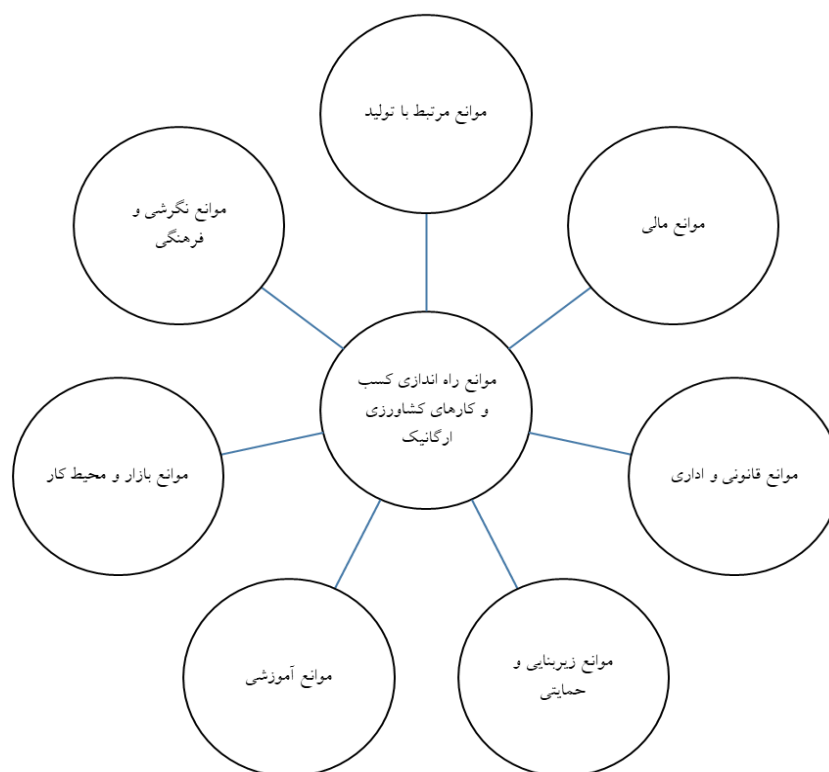 موانع مرتبط با تولید
موانع مالی
موانع نگرشی و
فرهنگی
موانع راه اندازی کسب
و کارهای کشاورزی
ارگانیک
موانع قانونی و اداری
موانع بازار و محیط کار
موانع زیربنایی و
حمایتی
موانع آموزشی